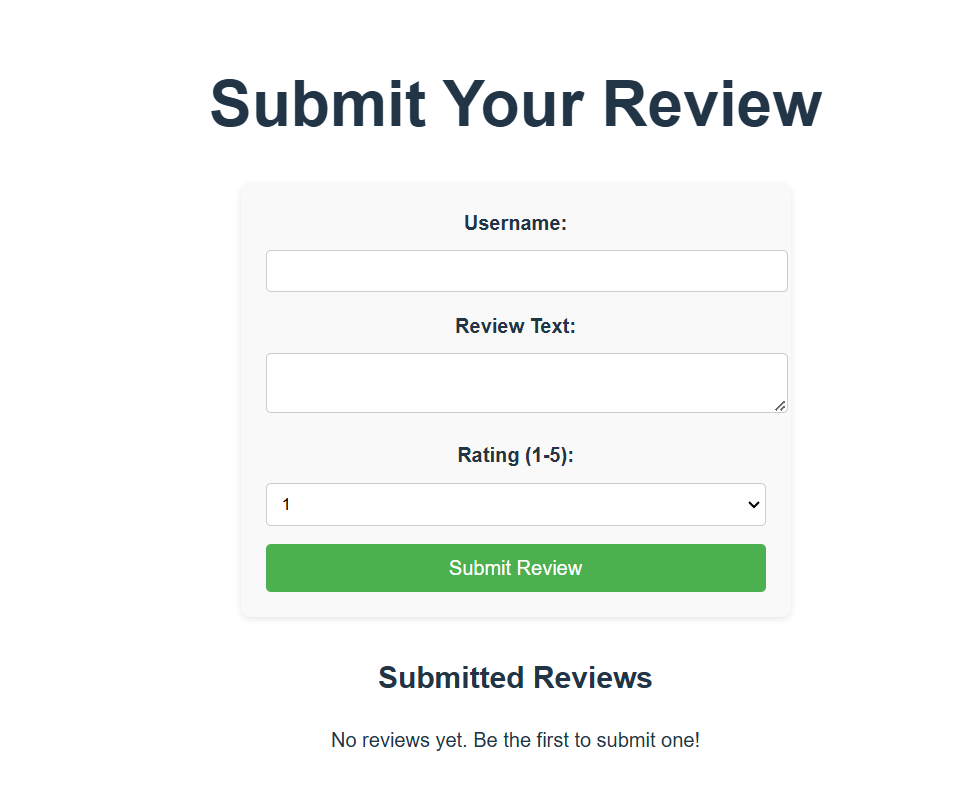 Submit Your Review
Username:
Review Text:
Rating (1-5):
1
Submit Review
Submitted Reviews
No reviews yet. Be the first to submit one!